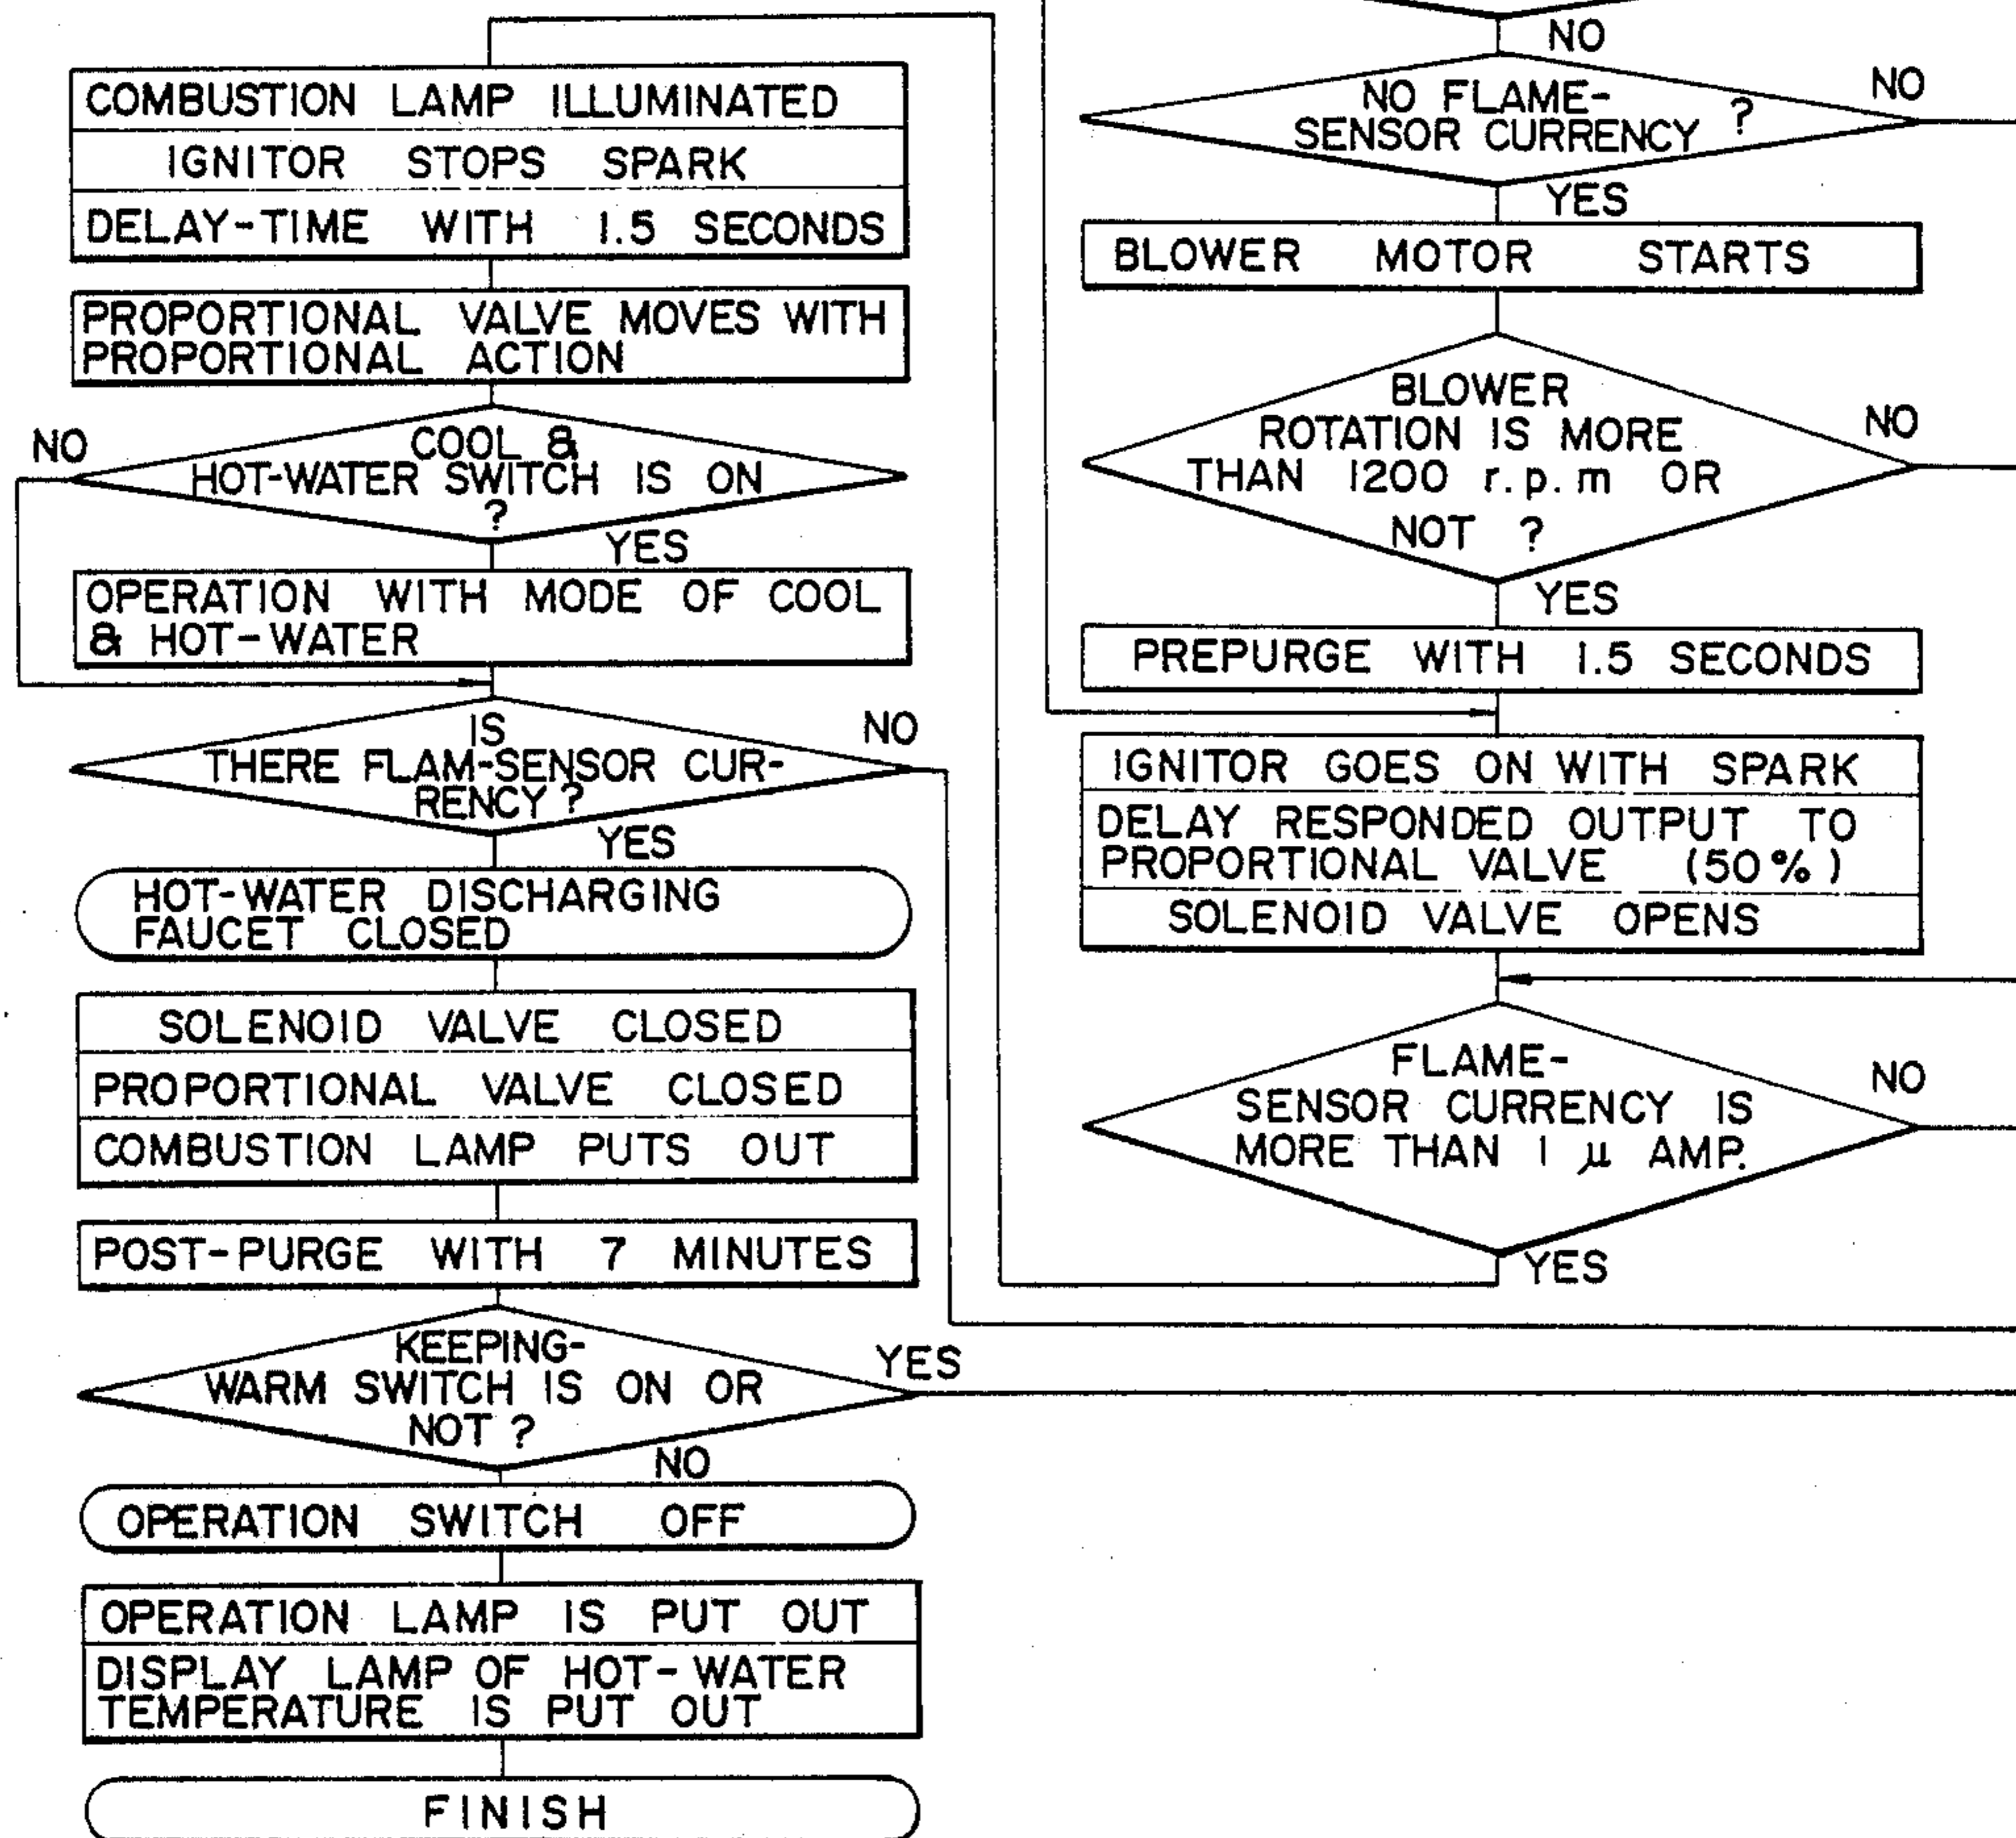 COMBUSTION LAMP ILLUMINATED
IGNITOR STOPS SPARK
DELAY-TIME WITH 1.5 SECONDS
PROPORTIONAL VALVE MOVES WITH
PROPORTIONAL ACTION
NO
COOL &
HOT-WATER SWITCH IS ON
?
YES
OPERATION WITH MODE OF COOL
& HOT-WATER
IS
THERE FLAM-SENSOR CUR-
RENCY?
NO
YES
HOT-WATER DISCHARGING
FAUCET CLOSED
SOLENOID VALVE CLOSED
PROPORTIONAL VALVE CLOSED
COMBUSTION LAMP PUTS OUT
POST-PURGE WITH 7 MINUTES
KEEPING-
WARM SWITCH IS ON OR
NOT?
YES
NO
OPERATION SWITCH OFF
OPERATION LAMP IS PUT OUT
DISPLAY LAMP OF HOT-WATER
TEMPERATURE IS PUT OUT
FINISH
NO
NO FLAME-
SENSOR CURRENCY ?
NO
YES
BLOWER MOTOR STARTS
BLOWER
ROTATION IS MORE
THAN 1200 r.p.m OR
NOT ?
NO
YES
PREPURGE WITH 1.5 SECONDS
IGNITOR GOES ON WITH SPARK
DELAY RESPONDED OUTPUT TO
PROPORTIONAL VALVE (50%)
SOLENOID VALVE OPENS
FLAME-
SENSOR CURRENCY IS
MORE THAN 1 μ AMP.
NO
YES